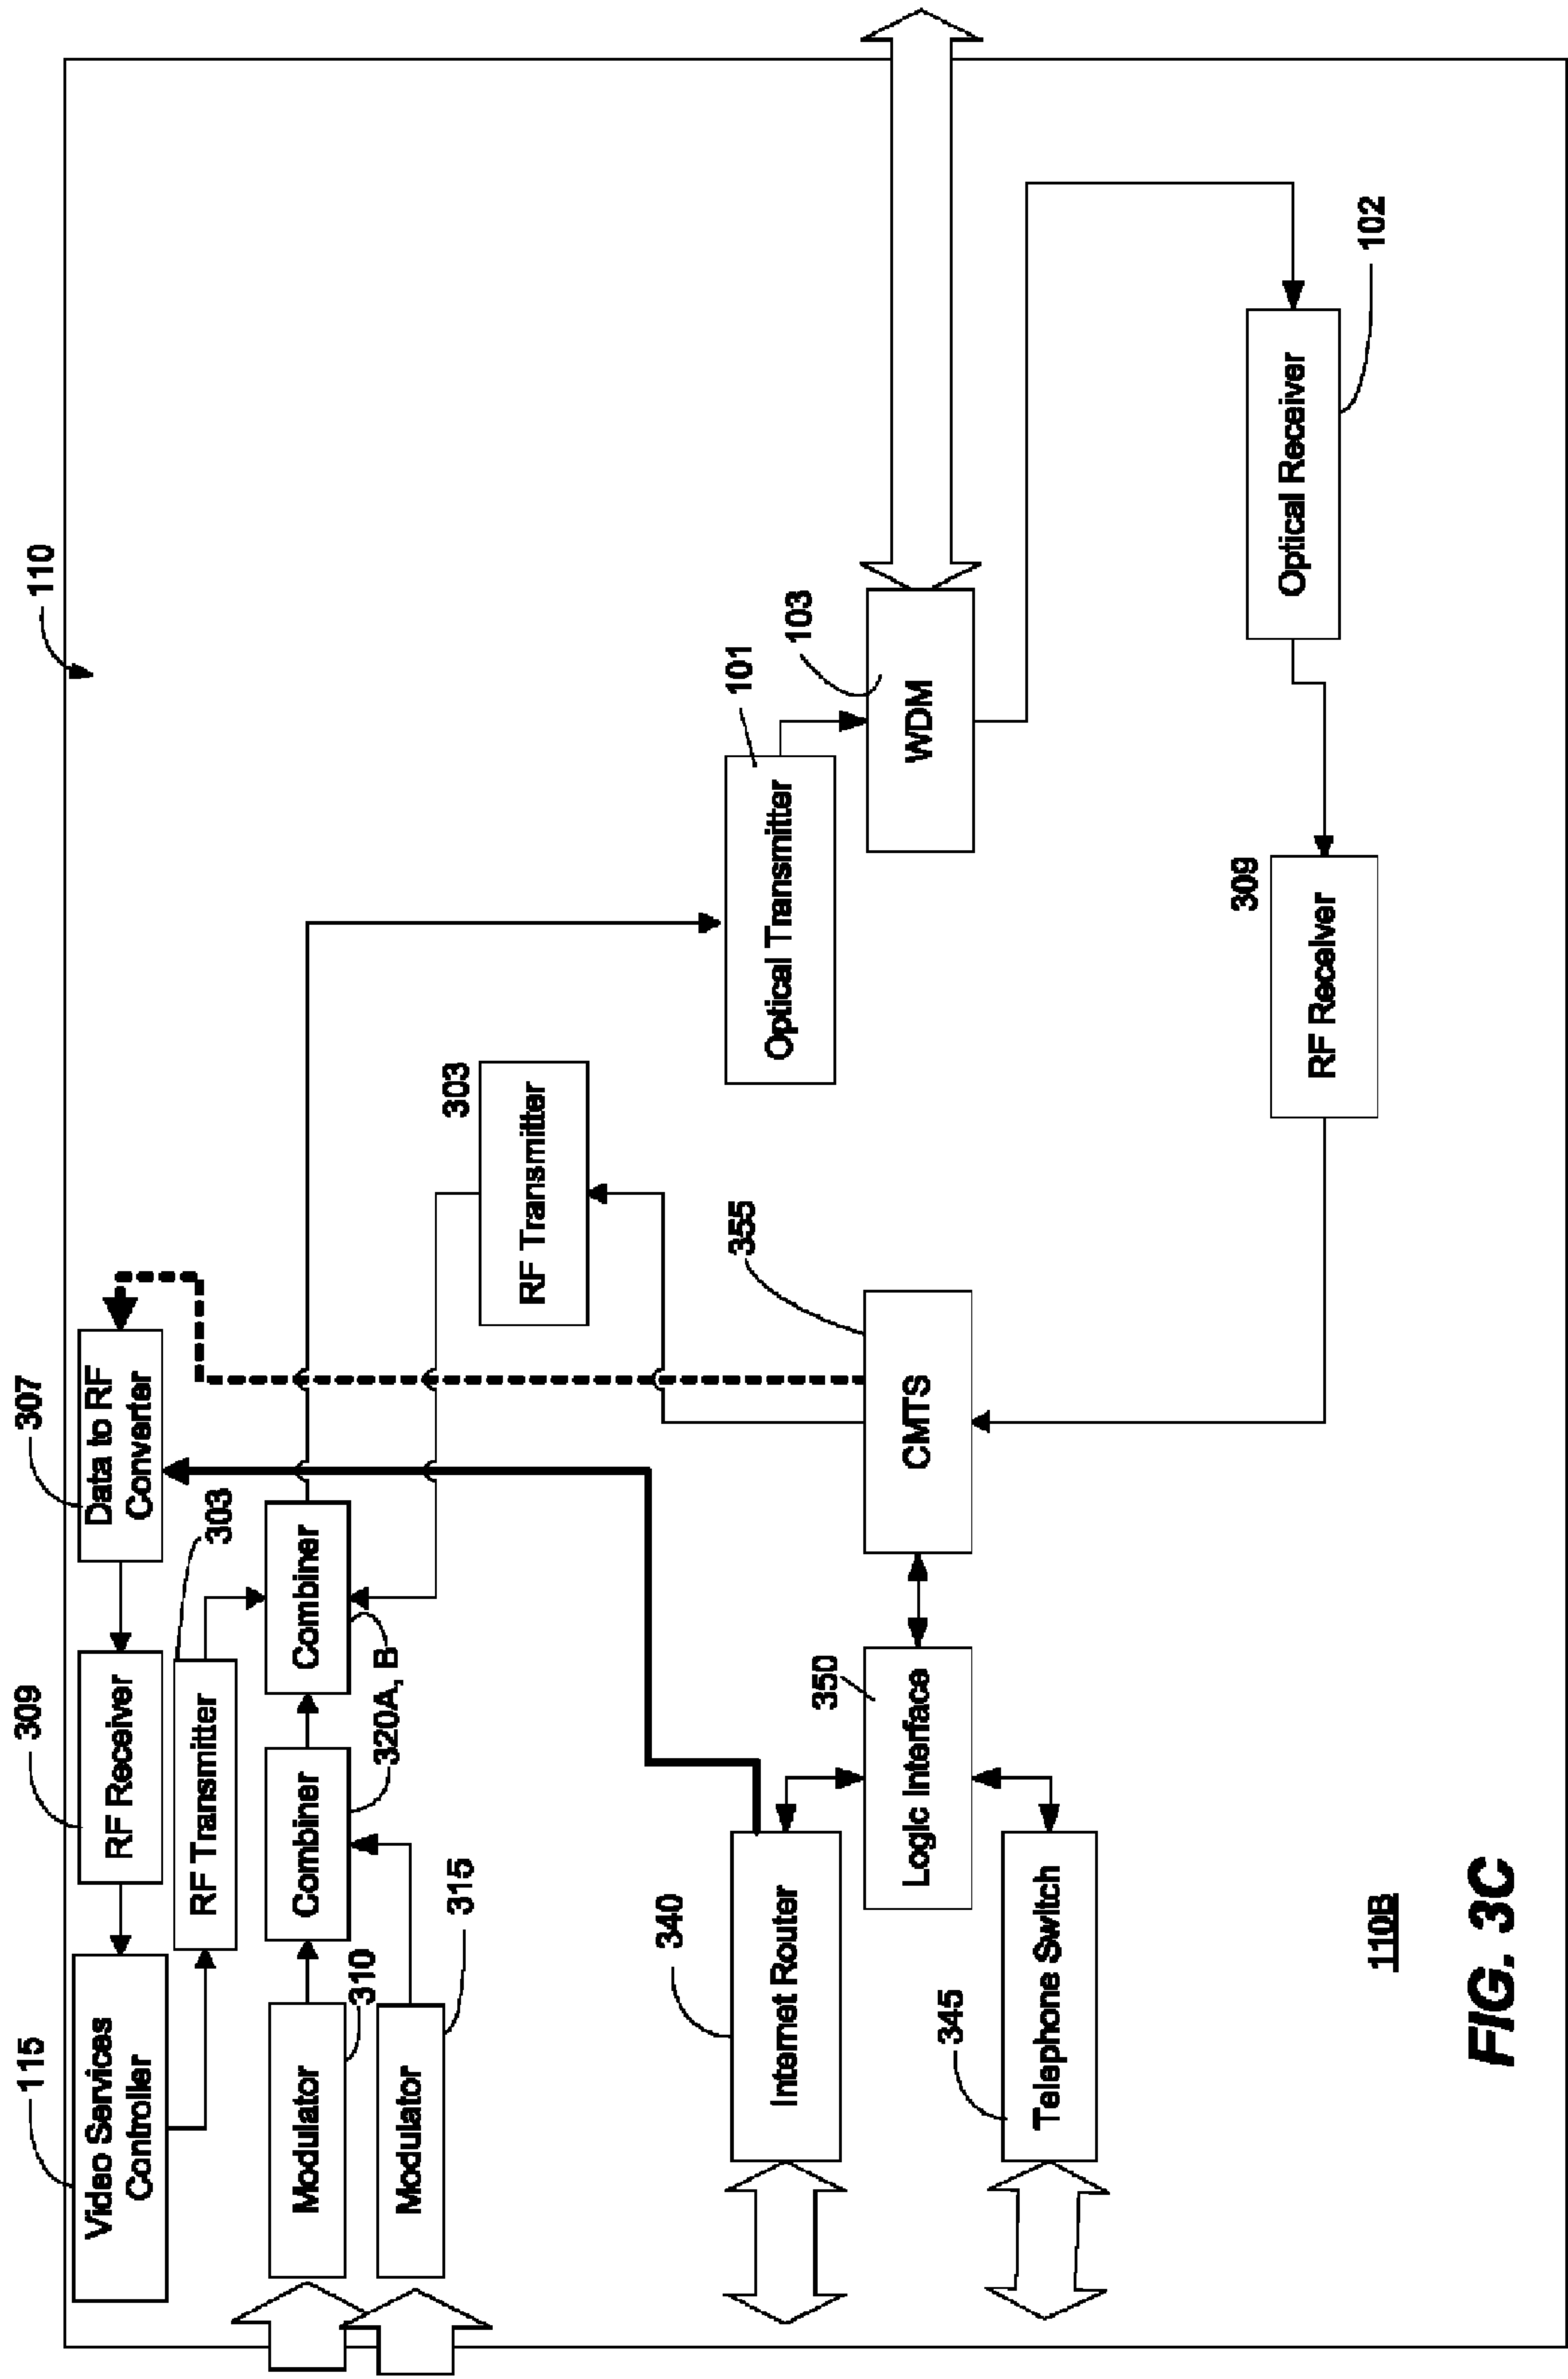 110
115
Video Services
Controller
309
RF Receiver
307
Data to RF
Converter
RF Transmitter
303
Modulator
310
Combiner
Combiner
320A, B
Modulator
315
RF Transmitter
303
Optical Transmitter
101
WDM
103
Internet Router
340
Logic Interface
350
CMTS
355
Telephone Switch
345
RF Receiver
309
Optical Receiver
102
110B
FIG. 3C